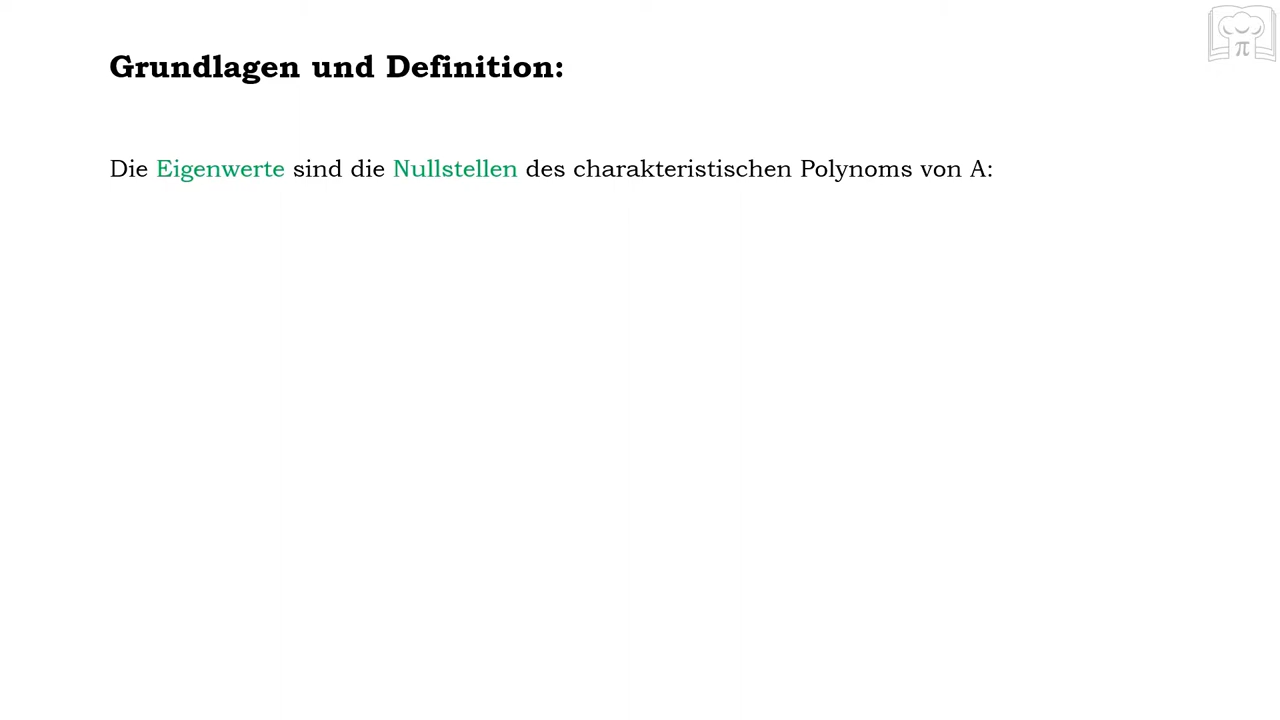 Grundlagen und Definition:
Die Eigenwerte sind die Nullstellen des charakteristischen Polynoms von A:
π